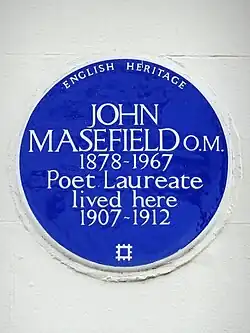 ENGLISH HERITAGE
JOHN
MASEFIELD O.M.
1878-1967
Poet Laureate
lived here
1907-1912